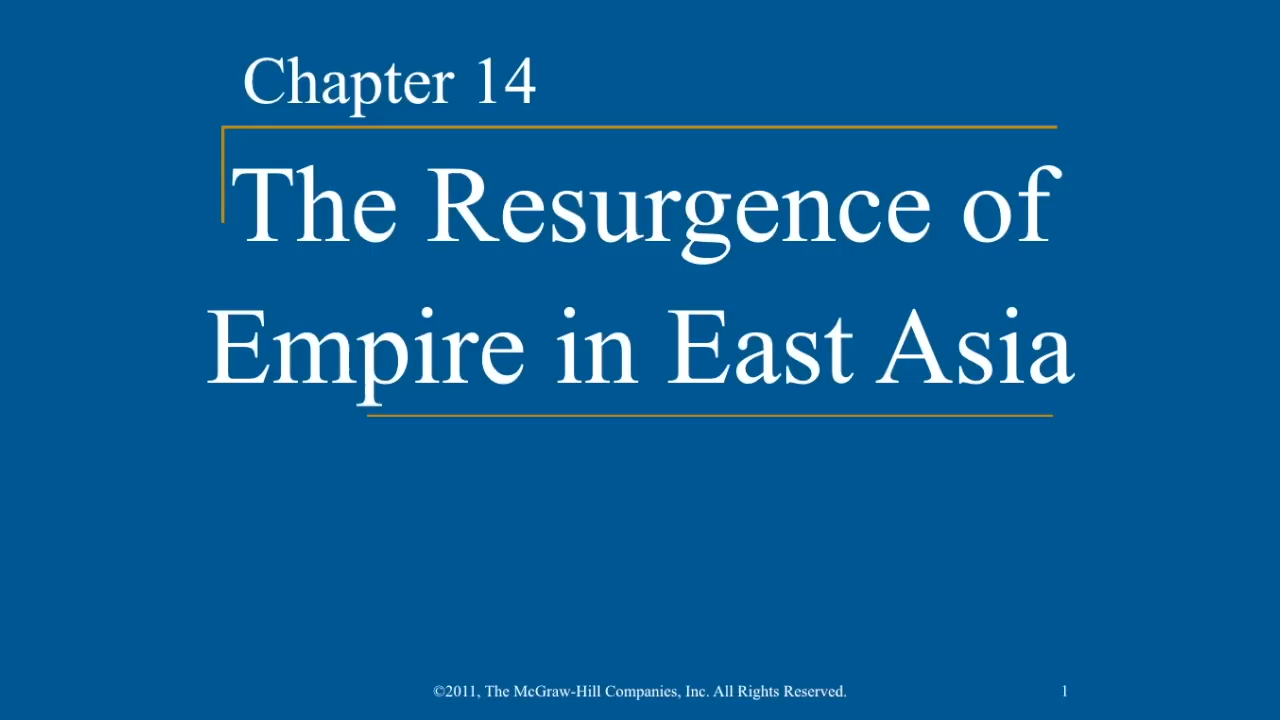 Chapter 14
The Resurgence of
Empire in East Asia
©2011, The McGraw-Hill Companies, Inc. All Rights Reserved.
1